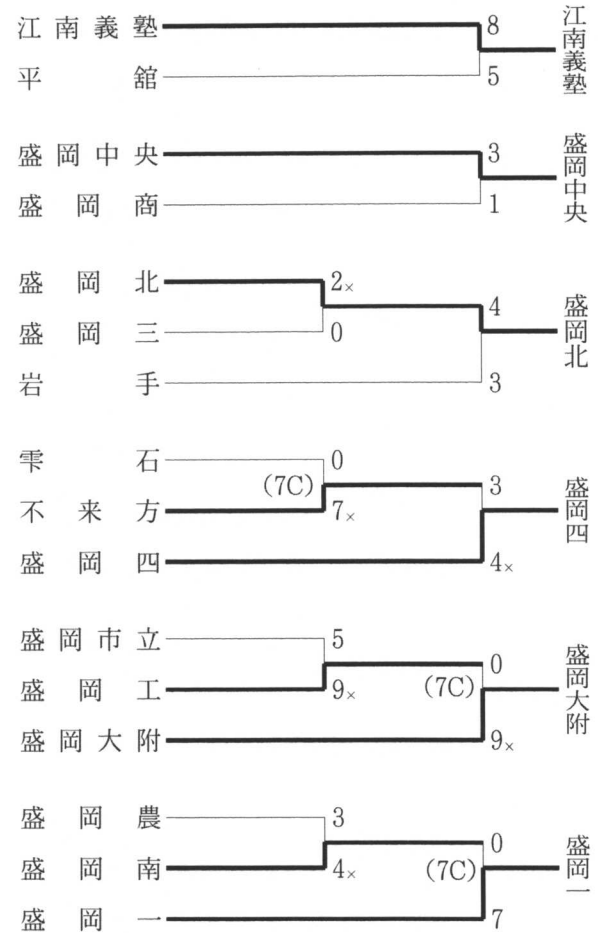 江南義塾 8 江南義塾
平舘 5
盛岡中央 3 盛岡中央
盛岡商 1
盛岡北 2× 4 盛岡北
盛岡三 0
岩手 3
雫石 0 3 盛岡四
(7C)
不来方 7×
盛岡四 4×
盛岡市立 5 0 盛岡大附
盛岡工 9× (7C)
盛岡大附 9×
盛岡農 3 0 盛岡一
盛岡南 4× (7C)
盛岡一 7